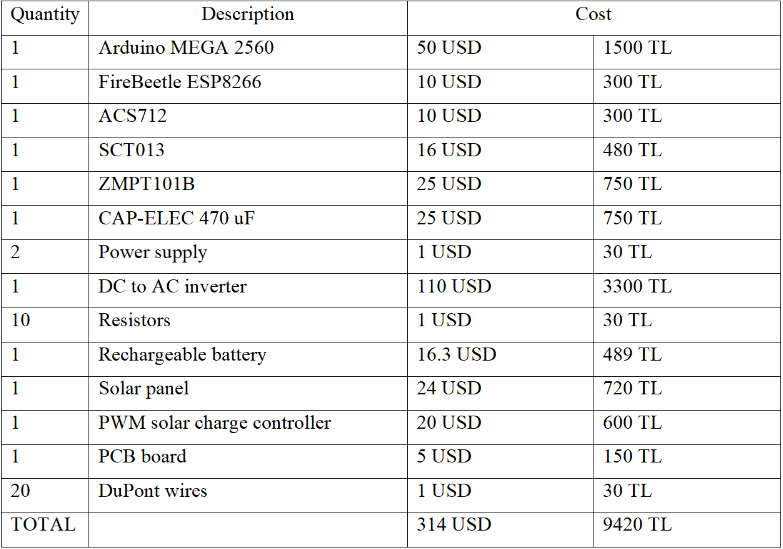 Quantity Description Cost
1 Arduino MEGA 2560 50 USD 1500 TL
1 FireBeetle ESP8266 10 USD 300 TL
1 ACS712 10 USD 300 TL
1 SCT013 16 USD 480 TL
1 ZMPT101B 25 USD 750 TL
1 CAP-ELEC 470 uF 25 USD 750 TL
2 Power supply 1 USD 30 TL
1 DC to AC inverter 110 USD 3300 TL
10 Resistors 1 USD 30 TL
1 Rechargeable battery 16.3 USD 489 TL
1 Solar panel 24 USD 720 TL
1 PWM solar charge controller 20 USD 600 TL
1 PCB board 5 USD 150 TL
20 DuPont wires 1 USD 30 TL
TOTAL 314 USD 9420 TL